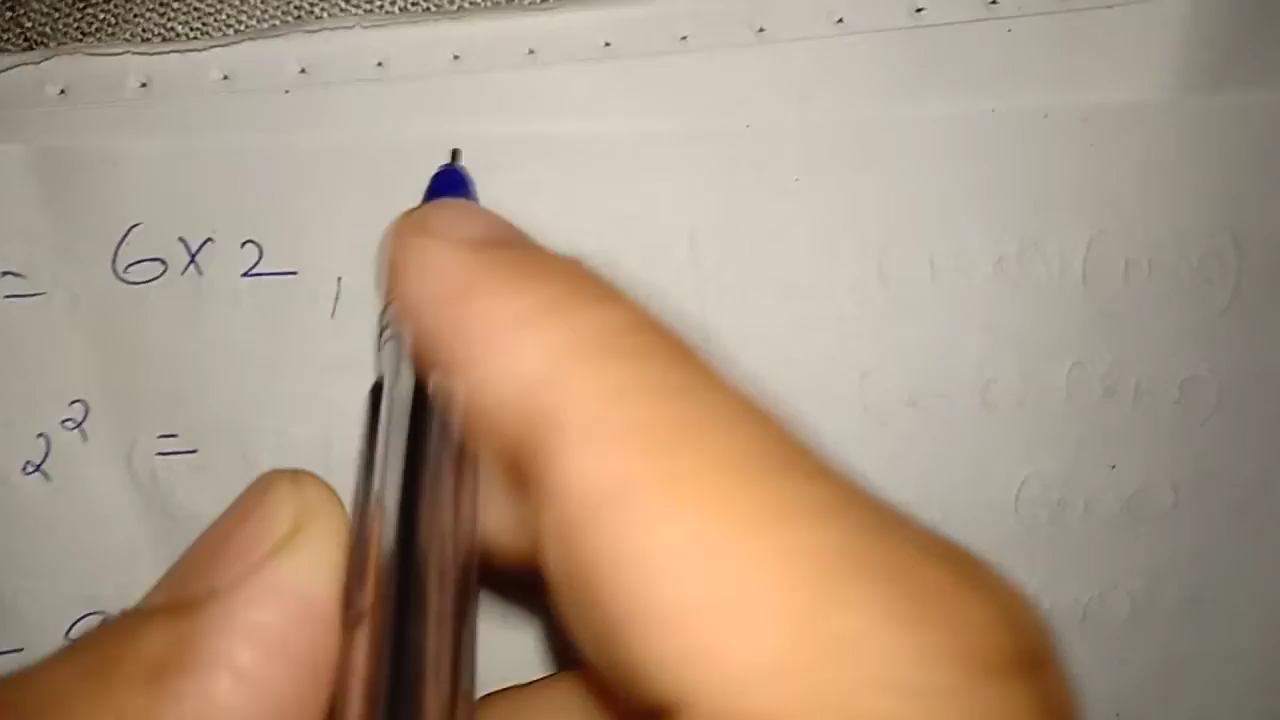 = 6×2,
2² =